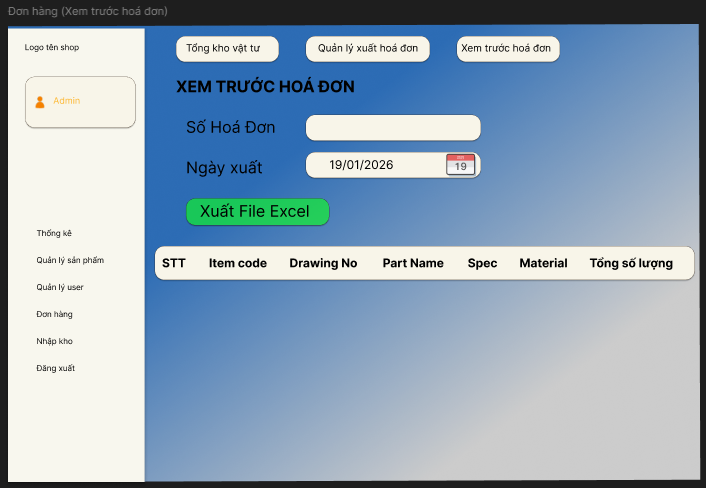 Đơn hàng (Xem trước hoá đơn)
Logo tên shop
Admin
Thống kê
Quản lý sản phẩm
Quản lý user
Đơn hàng
Nhập kho
Đăng xuất
Tổng kho vật tư
Quản lý xuất hoá đơn
Xem trước hoá đơn
XEM TRƯỚC HOÁ ĐƠN
Số Hoá Đơn
Ngày xuất
19/01/2026
19
Xuất File Excel
STT Item code Drawing No Part Name Spec Material Tổng số lượng